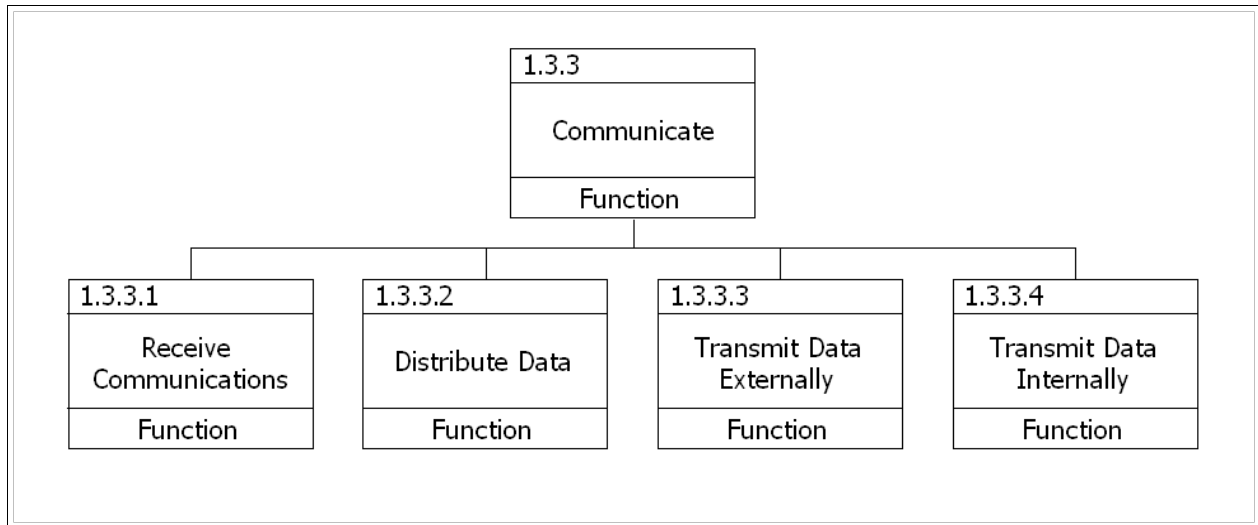 1.3.3
Communicate
Function
1.3.3.1
Receive
Communications
Function
1.3.3.2
Distribute Data
Function
1.3.3.3
Transmit Data
Externally
Function
1.3.3.4
Transmit Data
Internally
Function